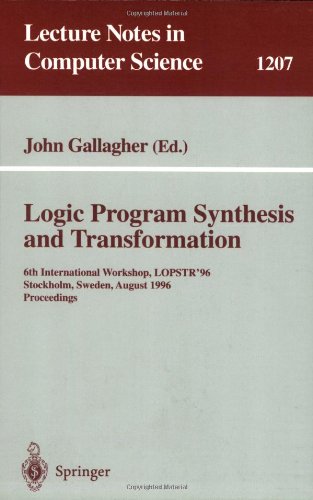 Lecture Notes in
Computer Science 1207
John Gallagher (Ed.)
Logic Program Synthesis
and Transformation
6th International Workshop, LOPSTR'96
Stockholm, Sweden, August 1996
Proceedings
Springer